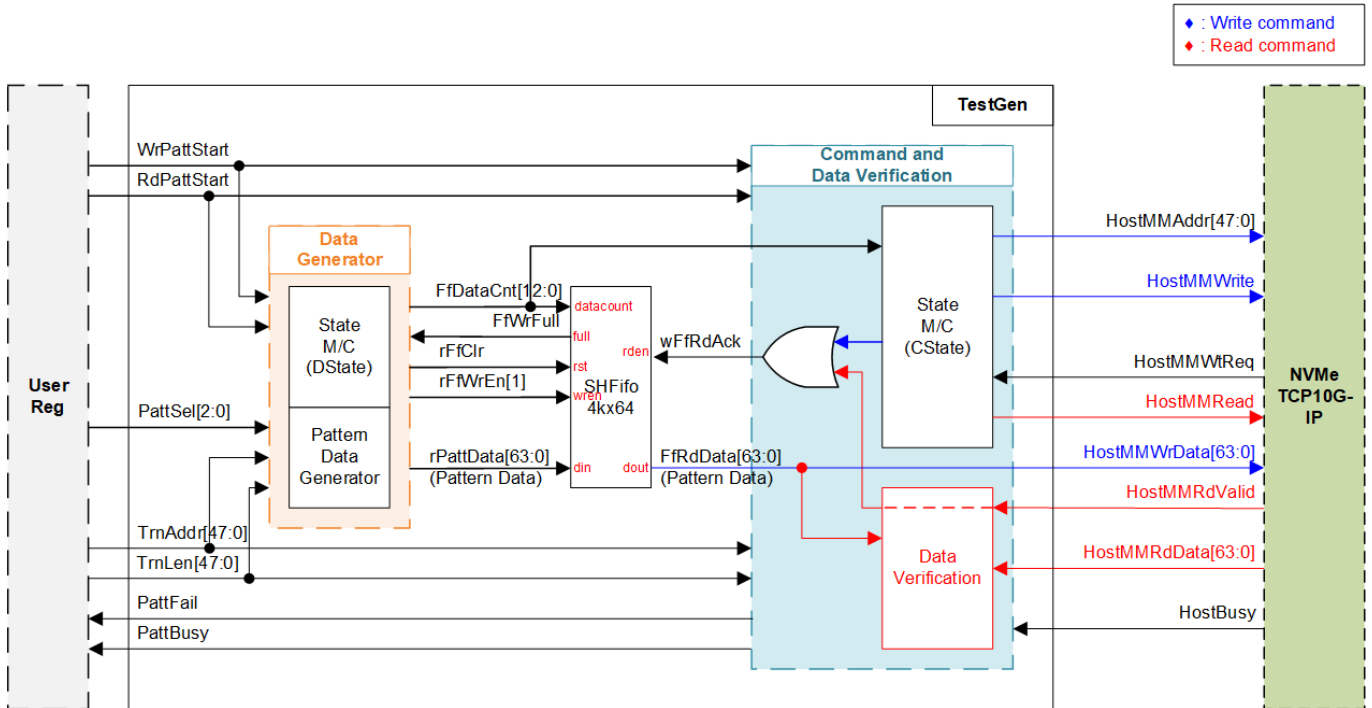 ♦ : Write command
♦ : Read command
TestGen
WrPattStart
RdPattStart
Command and
Data Verification
Data
Generator
State
M/C
(DState)
Pattern
Data
Generator
FfDataCnt[12:0]
FfWrFull
rFfClr
rFfWrEn[1]
rPattData[63:0]
(Pattern Data)
datacount
full
rden
rst
SHFifo
4kx64
wren
din
dout
wFfRdAck
FfRdData[63:0]
(Pattern Data)
State
M/C
(CState)
Data
Verification
HostMMAddr[47:0]
HostMMWrite
HostMMWtReq
HostMMRead
HostMMWrData[63:0]
HostMMRdValid
HostMMRdData[63:0]
HostBusy
User
Reg
PattSel[2:0]
TrnAddr[47:0]
TrnLen[47:0]
PattFail
PattBusy
NVMe
TCP10G-
IP